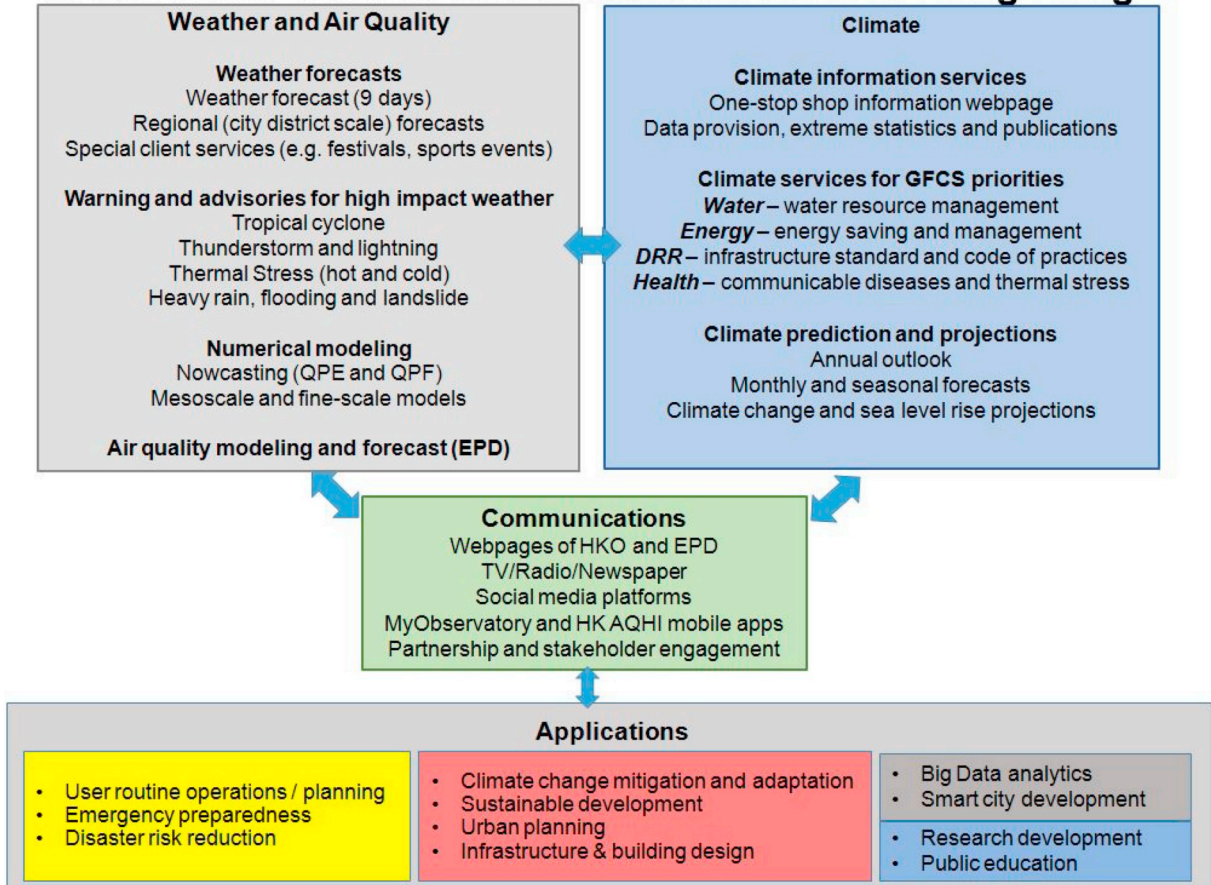 Weather and Air Quality
Weather forecasts
Weather forecast (9 days)
Regional (city district scale) forecasts
Special client services (e.g. festivals, sports events)
Warning and advisories for high impact weather
Tropical cyclone
Thunderstorm and lightning
Thermal Stress (hot and cold)
Heavy rain, flooding and landslide
Numerical modeling
Nowcasting (QPE and QPF)
Mesoscale and fine-scale models
Air quality modeling and forecast (EPD)
Climate
Climate information services
One-stop shop information webpage
Data provision, extreme statistics and publications
Climate services for GFCS priorities
Water – water resource management
Energy – energy saving and management
DRR – infrastructure standard and code of practices
Health – communicable diseases and thermal stress
Climate prediction and projections
Annual outlook
Monthly and seasonal forecasts
Climate change and sea level rise projections
Communications
Webpages of HKO and EPD
TV/Radio/Newspaper
Social media platforms
MyObservatory and HK AQHI mobile apps
Partnership and stakeholder engagement
Applications
• User routine operations / planning
• Emergency preparedness
• Disaster risk reduction
• Climate change mitigation and adaptation
• Sustainable development
• Urban planning
• Infrastructure & building design
• Big Data analytics
• Smart city development
• Research development
• Public education